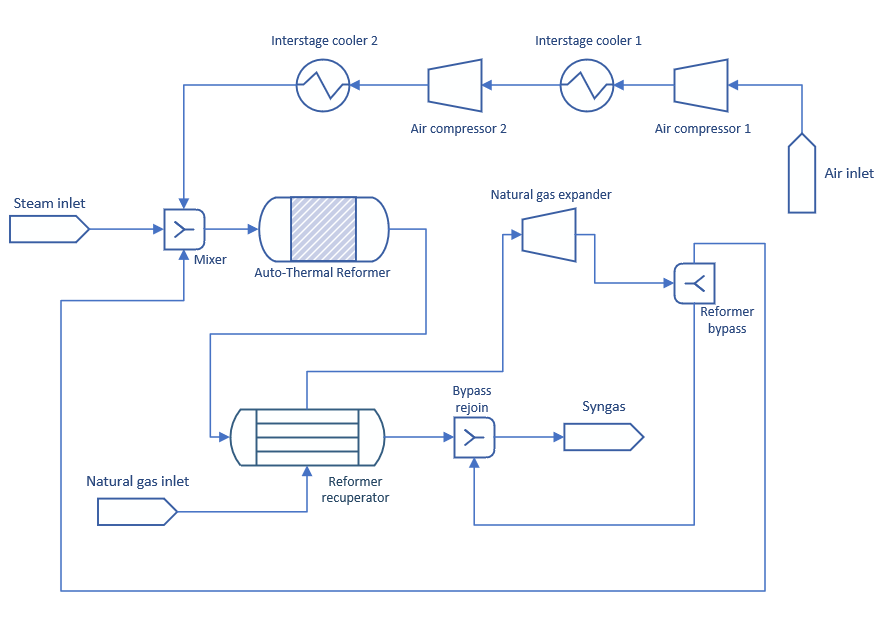 Interstage cooler 2
Interstage cooler 1
Air compressor 2
Air compressor 1
Air inlet
Steam inlet
Natural gas expander
Mixer
Auto-Thermal Reformer
Reformer
bypass
Bypass
rejoin
Syngas
Natural gas inlet
Reformer
recuperator